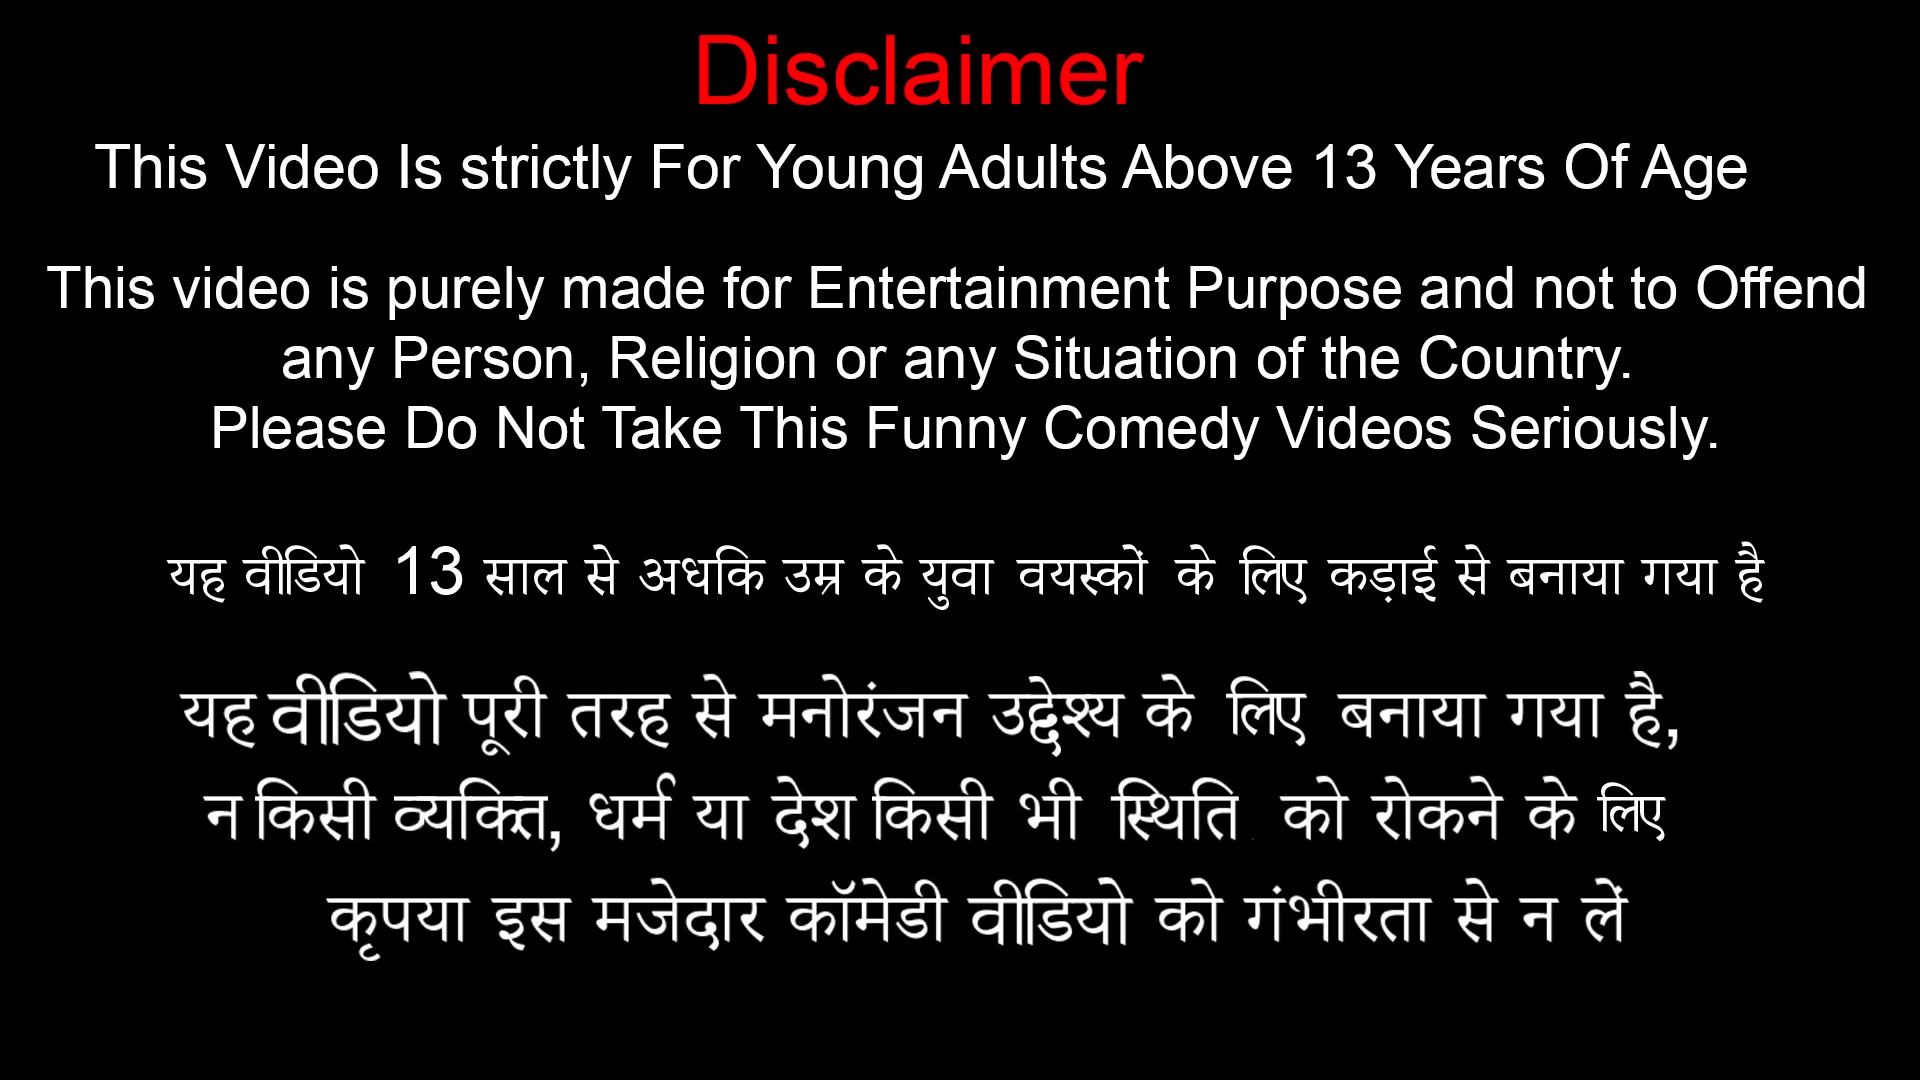 Disclaimer
This Video Is strictly For Young Adults Above 13 Years Of Age
This video is purely made for Entertainment Purpose and not to Offend
any Person, Religion or any Situation of the Country.
Please Do Not Take This Funny Comedy Videos Seriously.
यह वीडियो 13 साल से अधकि उम्र के युवा वयस्कों के लिए कड़ाई से बनाया गया है
यह वीडियो पूरी तरह से मनोरंजन उद्देश्य के लिए बनाया गया है,
न किसी व्यक्ति, धर्म या देश किसी भी स्थिति को रोकने के लिए
कृपया इस मजेदार कॉमेडी वीडियो को गंभीरता से न लें